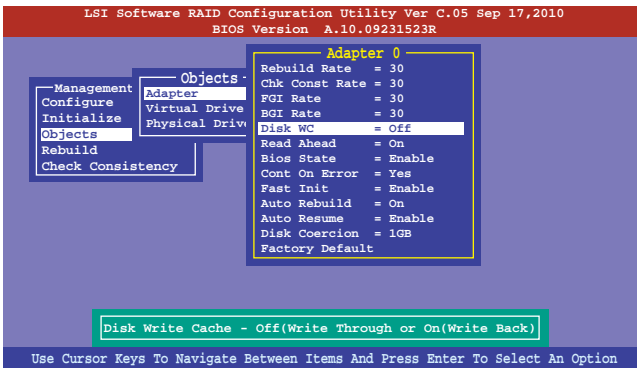 LSI Software RAID Configuration Utility Ver C.05 Sep 17,2010
BIOS Version A.10.09231523R
Management
Configure
Initialize
Objects
Rebuild
Check Consistency
Objects
Adapter
Virtual Drive
Physical Driv
Adapter 0
Rebuild Rate = 30
Chk Const Rate = 30
FGI Rate = 30
BGI Rate = 30
Disk WC = Off
Read Ahead = On
Bios State = Enable
Cont On Error = Yes
Fast Init = Enable
Auto Rebuild = On
Auto Resume = Enable
Disk Coercion = 1GB
Factory Default
Disk Write Cache - Off(Write Through or On(Write Back)
Use Cursor Keys To Navigate Between Items And Press Enter To Select An Option